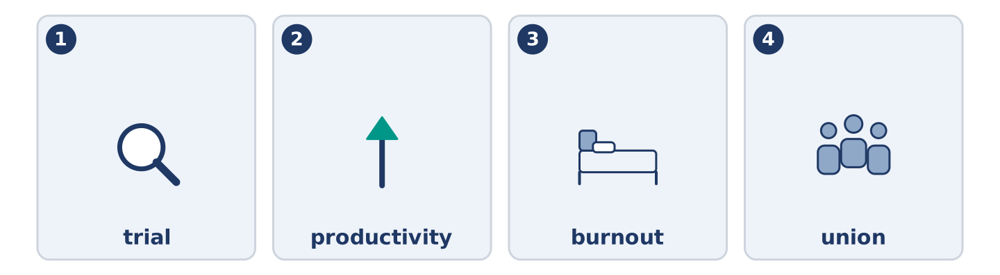 1
trial
2
productivity
3
burnout
4
union